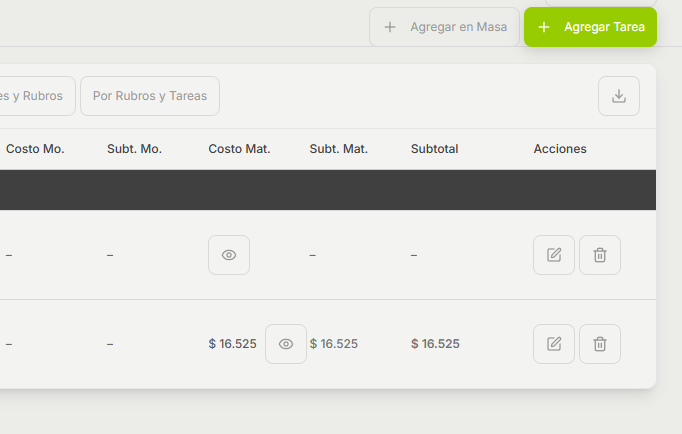 Agregar en Masa
Agregar Tarea
es y Rubros
Por Rubros y Tareas
Costo Mo. Subt. Mo. Costo Mat. Subt. Mat. Subtotal Acciones
– – – –
– – $ 16.525 $ 16.525 $ 16.525